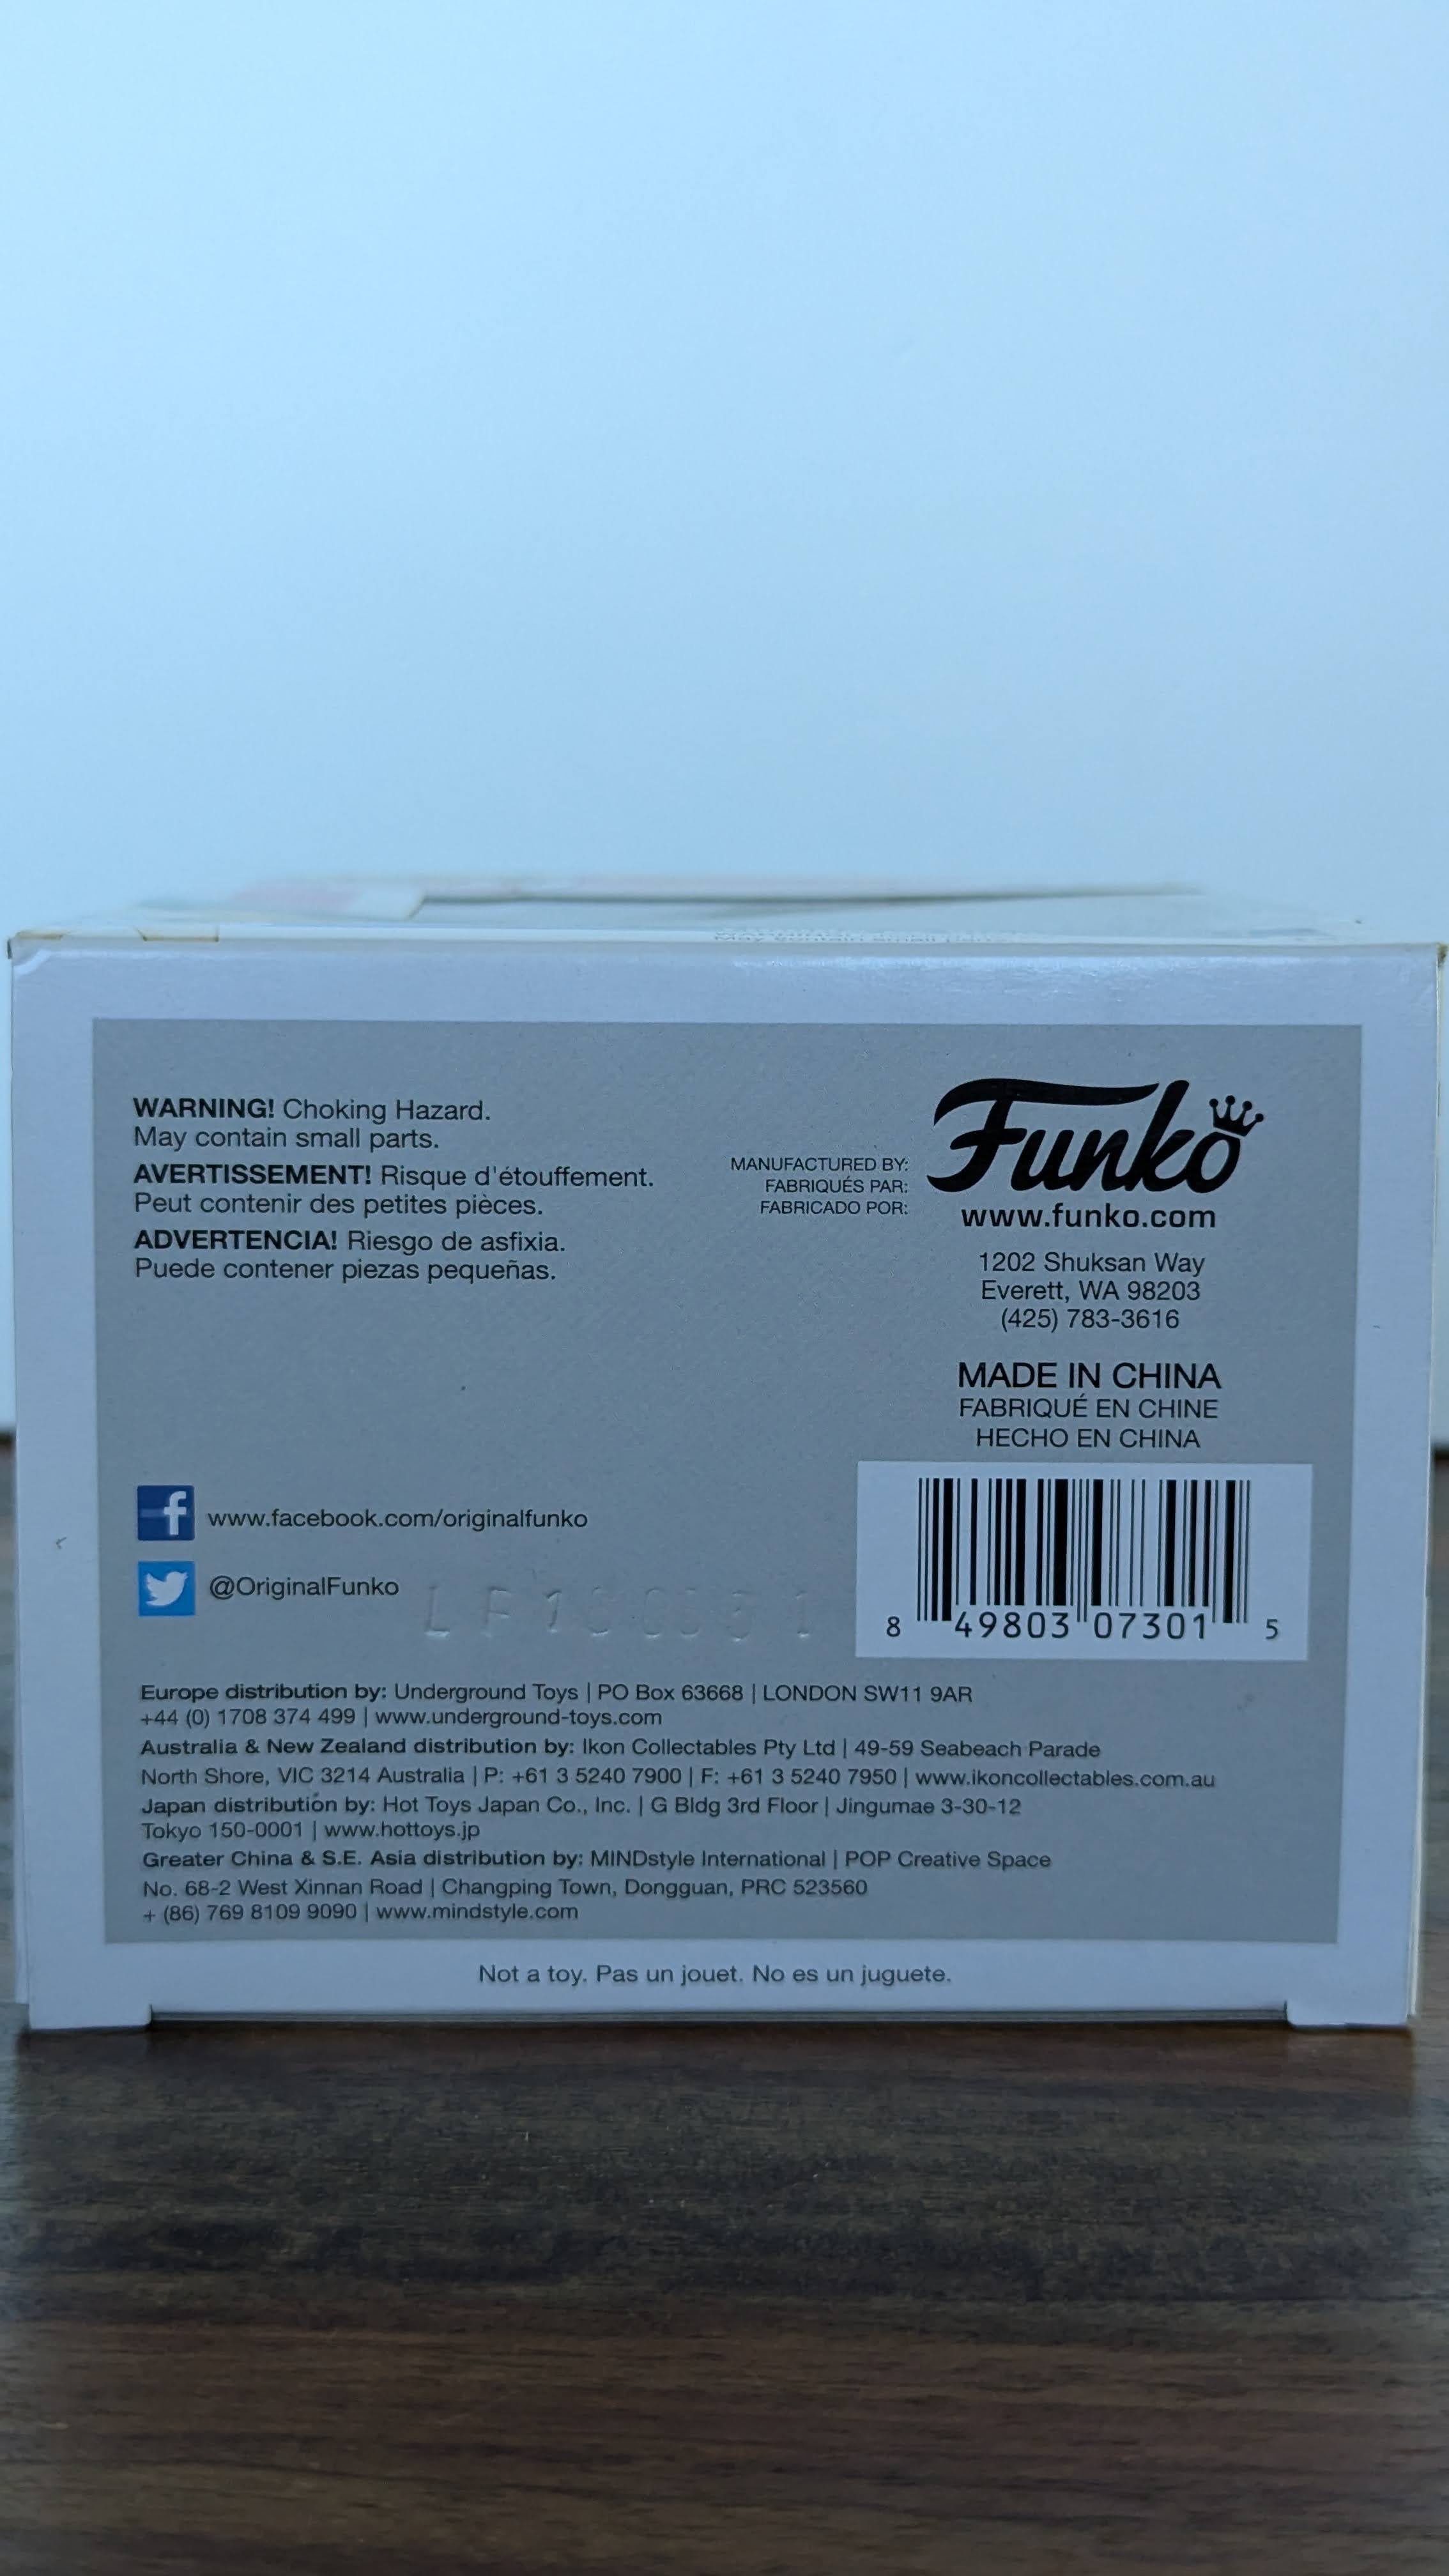 WARNING! Choking Hazard.
May contain small parts.
AVERTISSEMENT! Risque d'étouffement.
Peut contenir des petites pièces.
ADVERTENCIA! Riesgo de asfixia.
Puede contener piezas pequeñas.
MANUFACTURED BY:
FABRIQUÉS PAR:
FABRICADO POR:
Funko
www.funko.com
1202 Shuksan Way
Everett, WA 98203
(425) 783-3616
MADE IN CHINA
FABRIQUÉ EN CHINE
HECHO EN CHINA
f www.facebook.com/originalfunko
@OriginalFunko
8 49803 07301 5
Europe distribution by: Underground Toys | PO Box 63668 | LONDON SW11 9AR
+44 (0) 1708 374 499 | www.underground-toys.com
Australia & New Zealand distribution by: Ikon Collectables Pty Ltd | 49-59 Seabeach Parade
North Shore, VIC 3214 Australia | P: +61 3 5240 7900 | F: +61 3 5240 7950 | www.ikoncollectables.com.au
Japan distribution by: Hot Toys Japan Co., Inc. | G Bldg 3rd Floor | Jingumae 3-30-12
Tokyo 150-0001 | www.hottoys.jp
Greater China & S.E. Asia distribution by: MINDstyle International | POP Creative Space
No. 68-2 West Xinnan Road | Changping Town, Dongguan, PRC 523560
+ (86) 769 8109 9090 | www.mindstyle.com
Not a toy. Pas un jouet. No es un juguete.